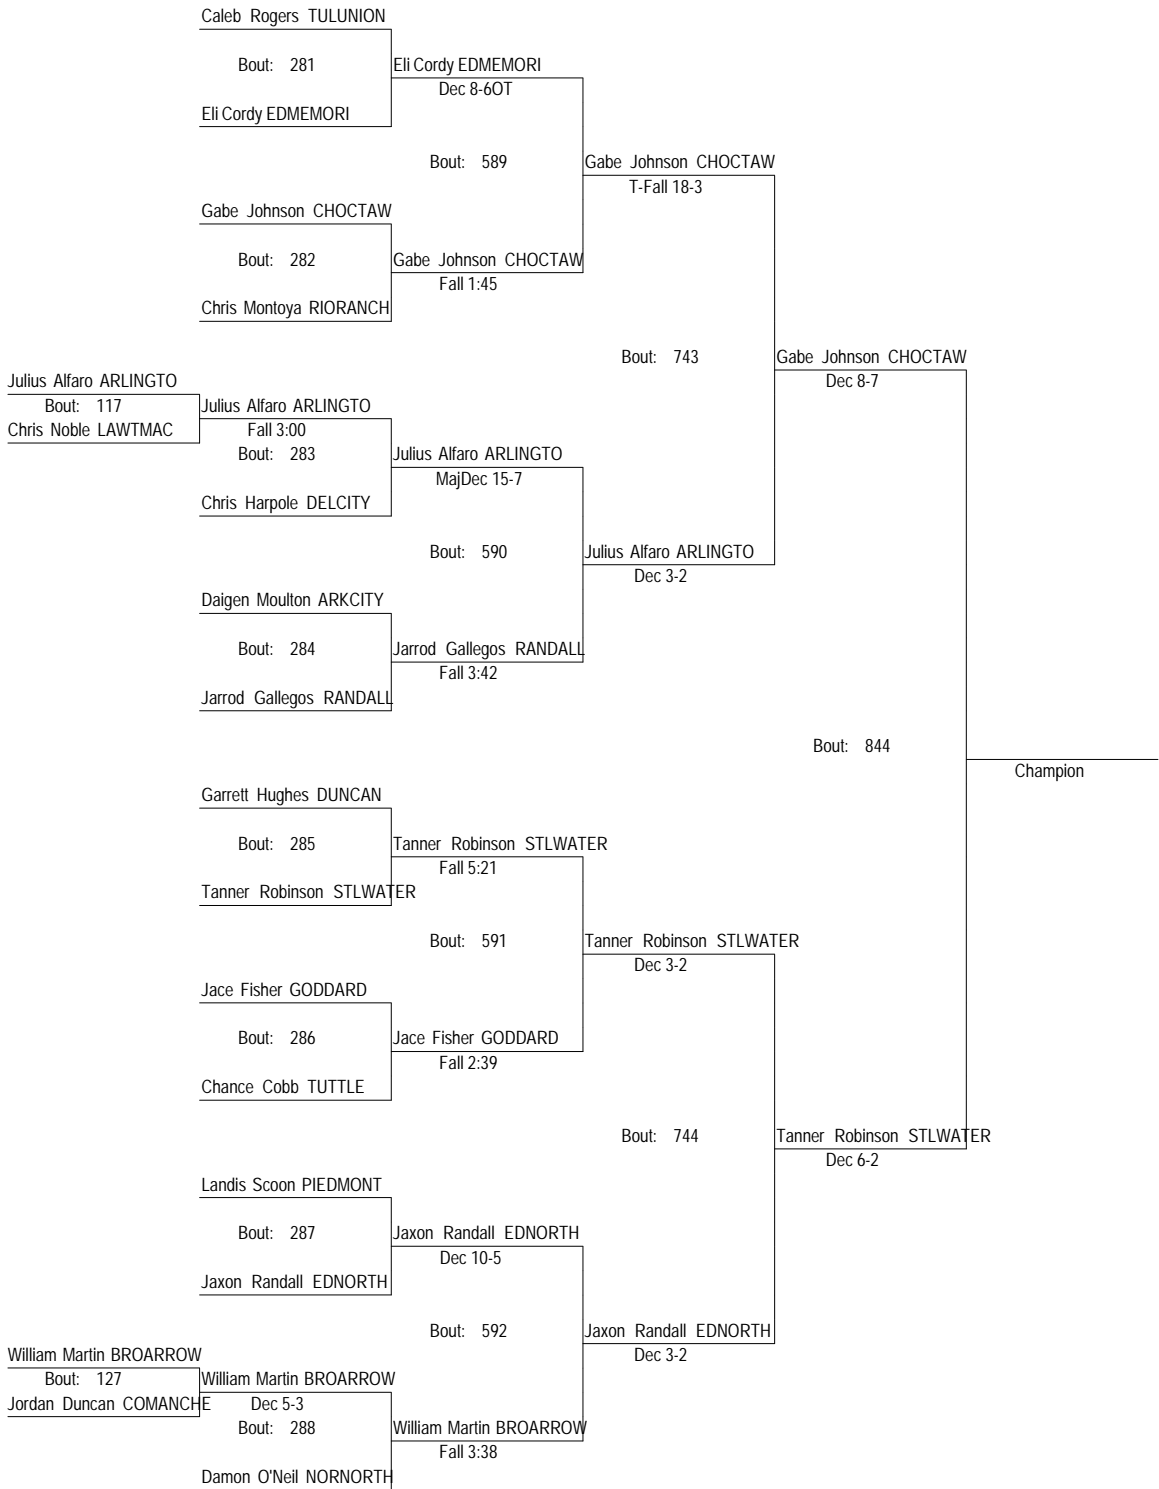 Caleb Rogers TULUNION
Bout: 281
Eli Cordy EDMEMORI
Dec 8-6OT
Eli Cordy EDMEMORI
Bout: 589
Gabe Johnson CHOCTAW
T-Fall 18-3
Gabe Johnson CHOCTAW
Bout: 282
Gabe Johnson CHOCTAW
Fall 1:45
Chris Montoya RIORANCH
Bout: 743
Gabe Johnson CHOCTAW
Dec 8-7
Julius Alfaro ARLINGTO
Bout: 117
Chris Noble LAWTMAC
Julius Alfaro ARLINGTO
Fall 3:00
Bout: 283
Julius Alfaro ARLINGTO
MajDec 15-7
Chris Harpole DELCITY
Bout: 590
Julius Alfaro ARLINGTO
Dec 3-2
Daigen Moulton ARKCITY
Bout: 284
Jarrod Gallegos RANDALL
Fall 3:42
Jarrod Gallegos RANDALL
Bout: 844
Champion
Garrett Hughes DUNCAN
Bout: 285
Tanner Robinson STLWATER
Fall 5:21
Tanner Robinson STLWATER
Bout: 591
Tanner Robinson STLWATER
Dec 3-2
Jace Fisher GODDARD
Bout: 286
Jace Fisher GODDARD
Fall 2:39
Chance Cobb TUTTLE
Bout: 744
Tanner Robinson STLWATER
Dec 6-2
Landis Scoon PIEDMONT
Bout: 287
Jaxon Randall EDNORTH
Dec 10-5
Jaxon Randall EDNORTH
Bout: 592
Jaxon Randall EDNORTH
Dec 3-2
William Martin BROARROW
Bout: 127
Jordan Duncan COMANCHE
William Martin BROARROW
Dec 5-3
Bout: 288
William Martin BROARROW
Fall 3:38
Damon O'Neil NORNORTH